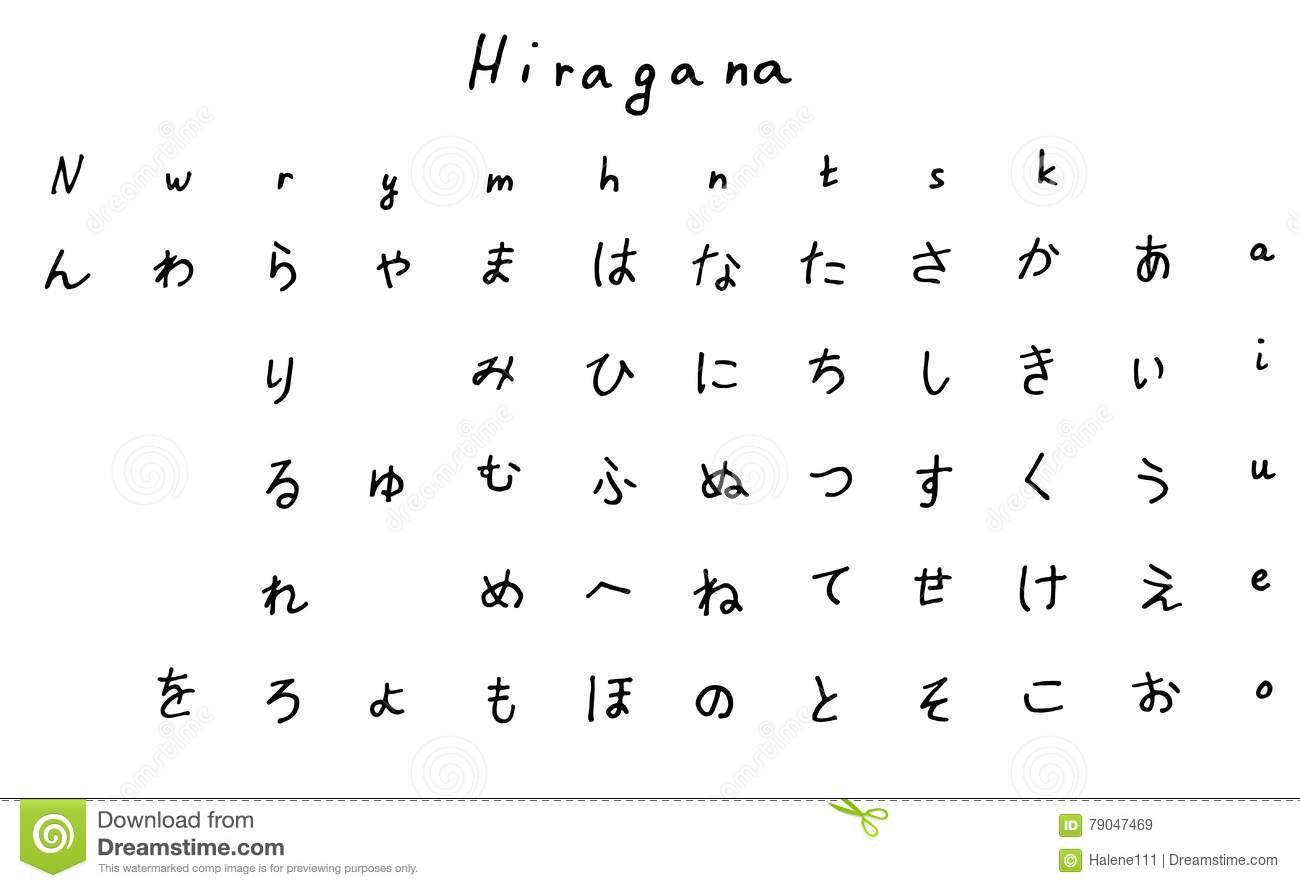 Hiragana
N w r y m h n t s k
ん わ ら や ま は な た さ か あ a
り み ひ に ち し き い i
る ゆ む ふ ぬ つ す く う u
れ め へ ね て せ け え e
を ろ よ も ほ の と そ こ お o
dreamstime
Download from
Dreamstime.com
This watermarked comp image is for previewing purposes only.
ID 79047469
© Halene111 | Dreamstime.com